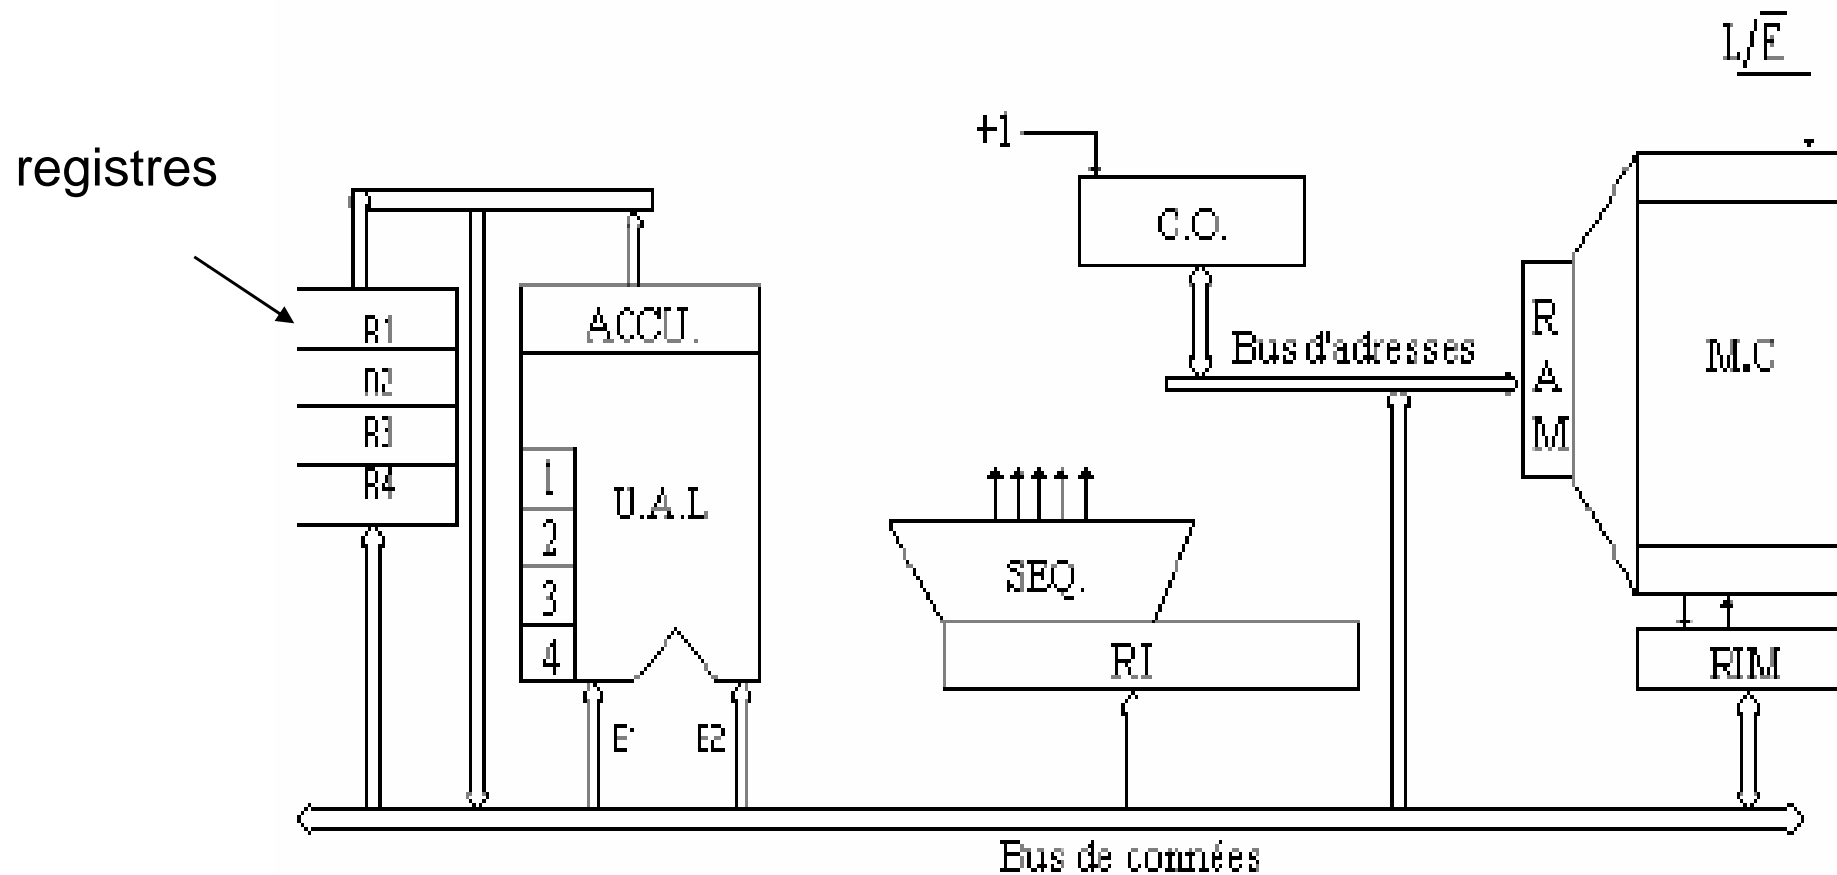 L/E̅
+1
registres
C.O.
R1
ACCU.
R
A
M
Bus d'adresses
M.C
R2
R3
R4
1
2
3
4
U.A.L
SEQ.
RI
RIM
E1
E2
Bus de données